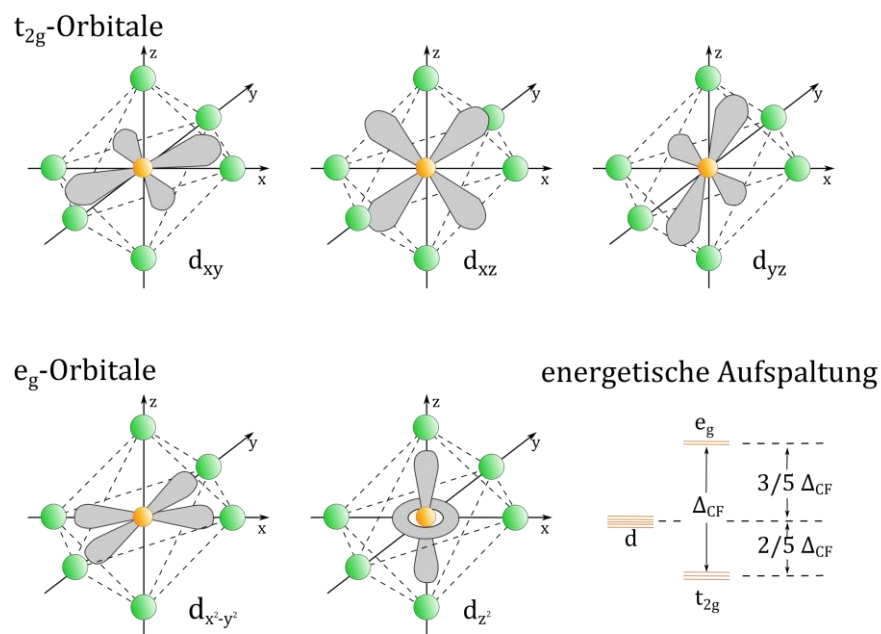 t₂g-Orbitale
z
y
x
dxy
z
y
x
dxz
z
y
x
dyz
eg-Orbitale
z
y
x
dx²-y²
z
y
x
dz²
energetische Aufspaltung
eg
3/5 ΔCF
ΔCF
d
2/5 ΔCF
t₂g